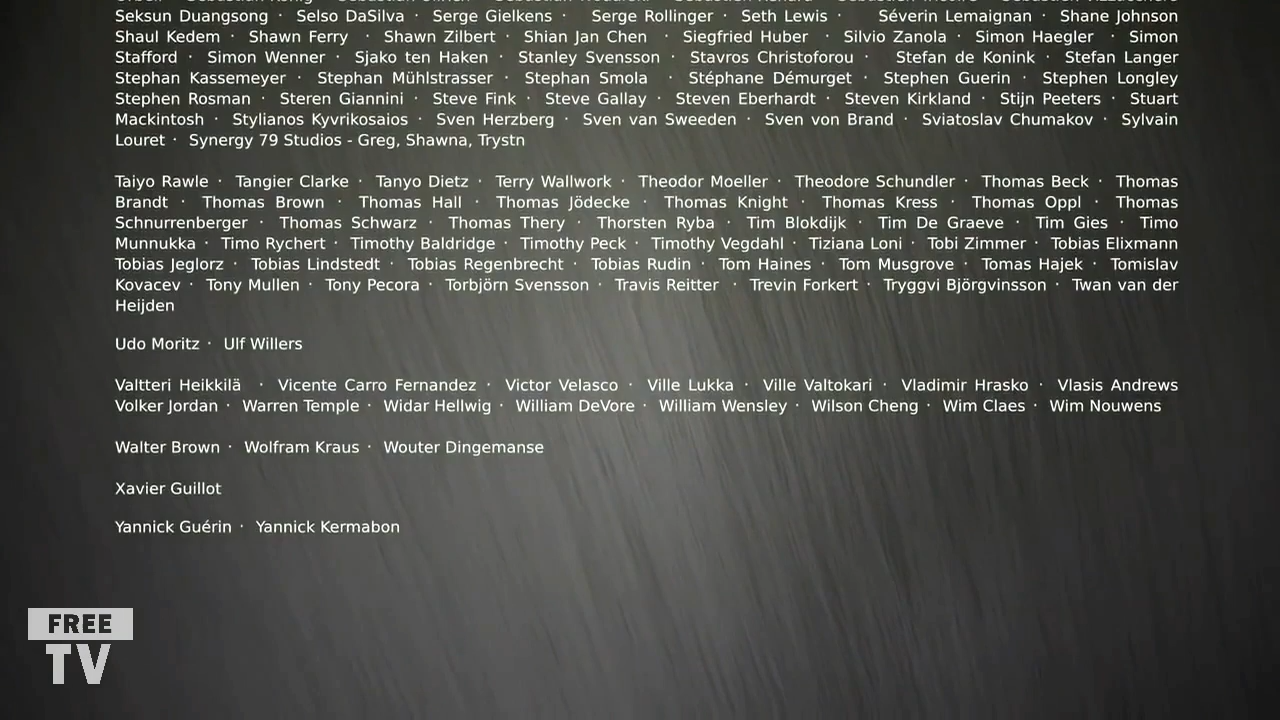 Seksun Duangsong · Selso DaSilva · Serge Gielkens · Serge Rollinger · Seth Lewis · Séverin Lemaignan · Shane Johnson
Shaul Kedem · Shawn Ferry · Shawn Zilbert · Shian Jan Chen · Siegfried Huber · Silvio Zanola · Simon Haegler · Simon
Stafford · Simon Wenner · Sjako ten Haken · Stanley Svensson · Stavros Christoforou · Stefan de Konink · Stefan Langer
Stephan Kassemeyer · Stephan Mühlstrasser · Stephan Smola · Stéphane Démurget · Stephen Guerin · Stephen Longley
Stephen Rosman · Steren Giannini · Steve Fink · Steve Gallay · Steven Eberhardt · Steven Kirkland · Stijn Peeters · Stuart
Mackintosh · Stylianos Kyvrikosaios · Sven Herzberg · Sven van Sweeden · Sven von Brand · Sviatoslav Chumakov · Sylvain
Louret · Synergy 79 Studios - Greg, Shawna, Trystn
Taiyo Rawle · Tangier Clarke · Tanyo Dietz · Terry Wallwork · Theodor Moeller · Theodore Schundler · Thomas Beck · Thomas
Brandt · Thomas Brown · Thomas Hall · Thomas Jödecke · Thomas Knight · Thomas Kress · Thomas Oppl · Thomas
Schnurrenberger · Thomas Schwarz · Thomas Thery · Thorsten Ryba · Tim Blokdijk · Tim De Graeve · Tim Gies · Timo
Munnukka · Timo Rychert · Timothy Baldridge · Timothy Peck · Timothy Vegdahl · Tiziana Loni · Tobi Zimmer · Tobias Elixmann
Tobias Jeglorz · Tobias Lindstedt · Tobias Regenbrecht · Tobias Rudin · Tom Haines · Tom Musgrove · Tomas Hajek · Tomislav
Kovacev · Tony Mullen · Tony Pecora · Torbjörn Svensson · Travis Reitter · Trevin Forkert · Tryggvi Björgvinsson · Twan van der
Heijden
Udo Moritz · Ulf Willers
Valtteri Heikkilä · Vicente Carro Fernandez · Victor Velasco · Ville Lukka · Ville Valtokari · Vladimir Hrasko · Vlasis Andrews
Volker Jordan · Warren Temple · Widar Hellwig · William DeVore · William Wensley · Wilson Cheng · Wim Claes · Wim Nouwens
Walter Brown · Wolfram Kraus · Wouter Dingemanse
Xavier Guillot
Yannick Guérin · Yannick Kermabon
FREE
TV